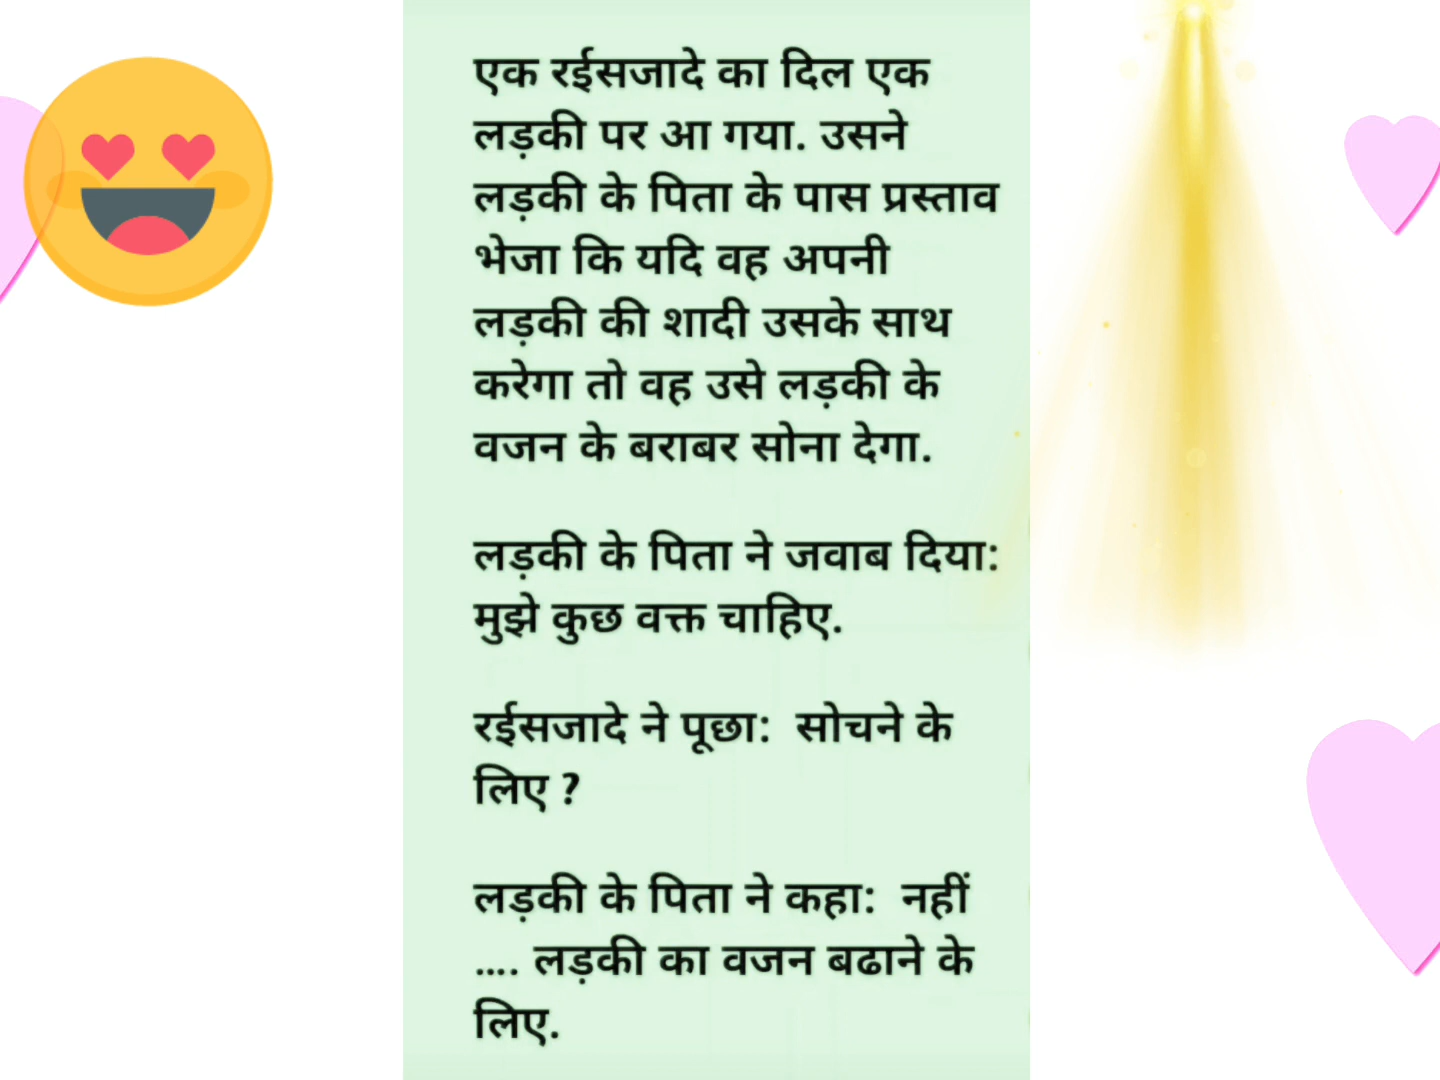 एक रईसजादे का दिल एक
लड़की पर आ गया. उसने
लड़की के पिता के पास प्रस्ताव
भेजा कि यदि वह अपनी
लड़की की शादी उसके साथ
करेगा तो वह उसे लड़की के
वजन के बराबर सोना देगा.
लड़की के पिता ने जवाब दिया:
मुझे कुछ वक्त चाहिए.
रईसजादे ने पूछा:  सोचने के
लिए ?
लड़की के पिता ने कहा:  नहीं
.... लड़की का वजन बढाने के
लिए.